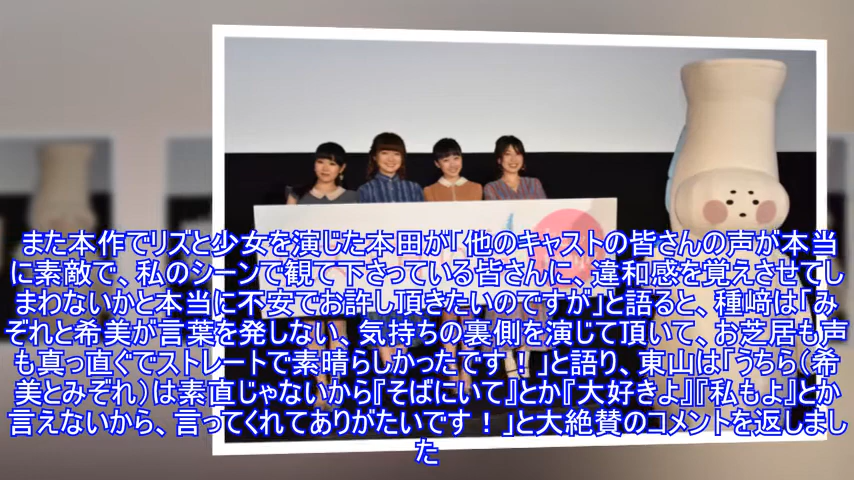 また本作でリズと少女を演じた本田が「他のキャストの皆さんの声が本当
に素敵で、私のシーンで観て下さっている皆さんに、違和感を覚えさせてし
まわないかと本当に不安でお許し頂きたいのですが」と語ると、種﨑は「み
ぞれと希美が言葉を発しない、気持ちの裏側を演じて頂いて、お芝居も声
も真っ直ぐでストレートで素晴らしかったです！」と語り、東山は「うちら（希
美とみぞれ）は素直じゃないから『そばにいて』とか『大好きよ』『私もよ』とか
言えないから、言ってくれてありがたいです！」と大絶賛のコメントを返しまし
た